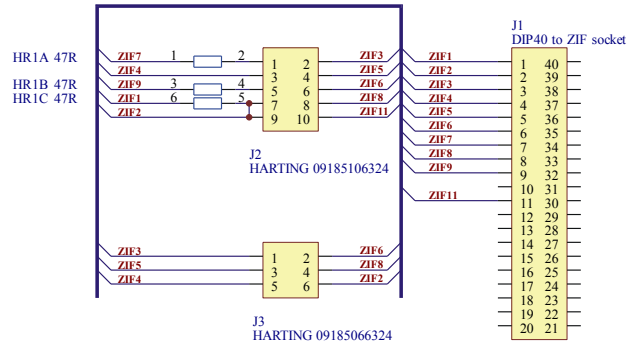 J1
DIP40 to ZIF socket
HR1A 47R ZIF7 1 2 ZIF3 ZIF1
ZIF4 1 2 ZIF5 ZIF2 1 40
HR1B 47R ZIF9 3 4 3 4 ZIF6 ZIF3 2 39
HR1C 47R ZIF1 6 5 5 6 ZIF8 ZIF4 3 38
ZIF2 7 8 ZIF11 ZIF5 4 37
9 10 ZIF6 5 36
ZIF7 6 35
J2 ZIF8 7 34
HARTING 09185106324 ZIF9 8 33
9 32
10 31
ZIF11 11 30
12 29
13 28
ZIF3 ZIF6 14 27
ZIF5 1 2 ZIF8 15 26
ZIF4 3 4 ZIF2 16 25
5 6 17 24
18 23
19 22
J3 20 21
HARTING 09185066324